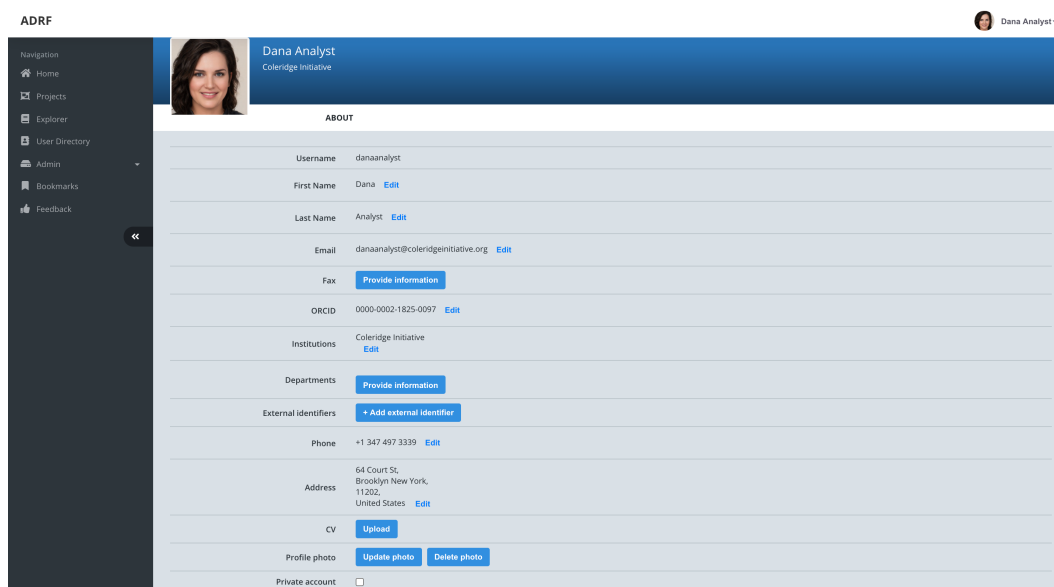 ADRF
Dana Analyst
Navigation
Home
Projects
Explorer
User Directory
Admin
Bookmarks
Feedback
Dana Analyst
Coleridge Initiative
ABOUT
Username danaanalyst
First Name Dana Edit
Last Name Analyst Edit
Email danaanalyst@coleridgeinitiative.org Edit
Fax Provide information
ORCID 0000-0002-1825-0097 Edit
Institutions Coleridge Initiative
Edit
Departments Provide information
External identifiers + Add external identifier
Phone +1 347 497 3339 Edit
64 Court St,
Brooklyn New York,
Address 11202,
United States Edit
CV Upload
Profile photo Update photo Delete photo
Private account